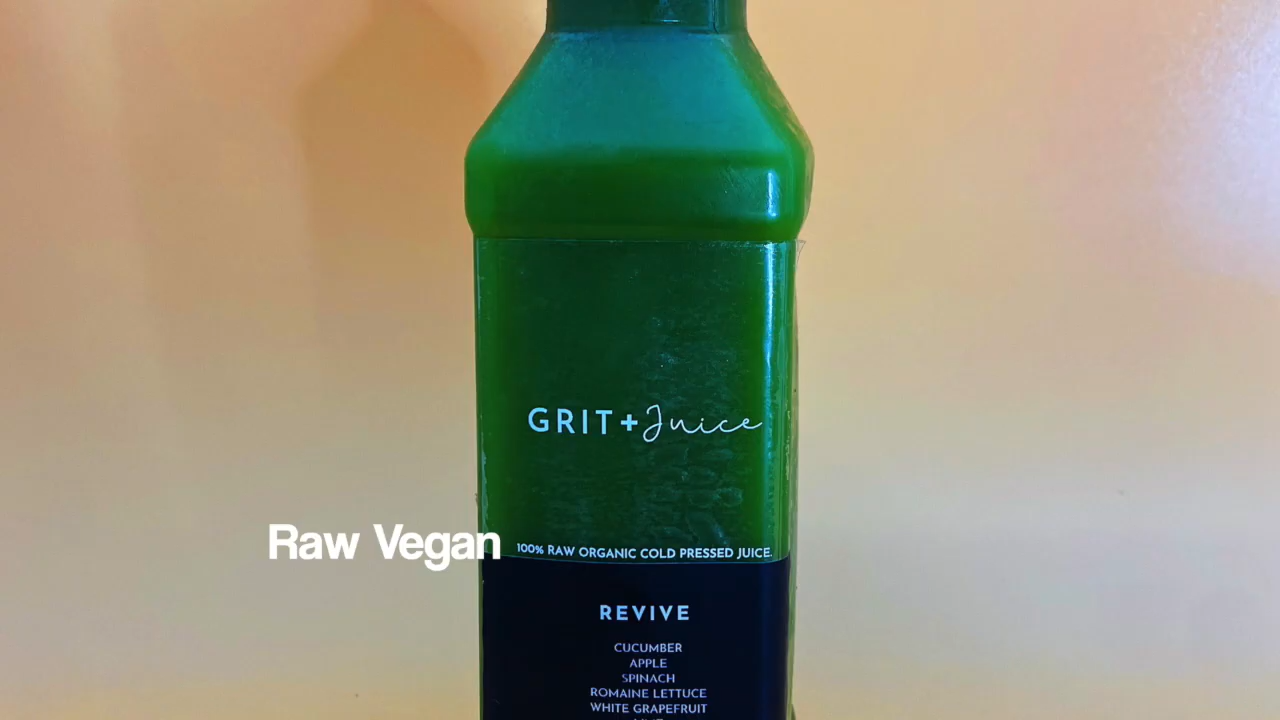 GRIT+Juice
Raw Vegan
100% RAW ORGANIC COLD PRESSED JUICE.
REVIVE
CUCUMBER
APPLE
SPINACH
ROMAINE LETTUCE
WHITE GRAPEFRUIT